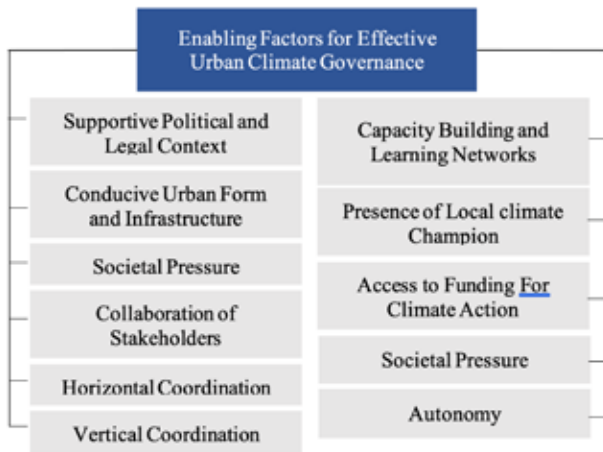 Enabling Factors for Effective
Urban Climate Governance
Supportive Political and
Legal Context
Conducive Urban Form
and Infrastructure
Societal Pressure
Collaboration of
Stakeholders
Horizontal Coordination
Vertical Coordination
Capacity Building and
Learning Networks
Presence of Local climate
Champion
Access to Funding For
Climate Action
Societal Pressure
Autonomy